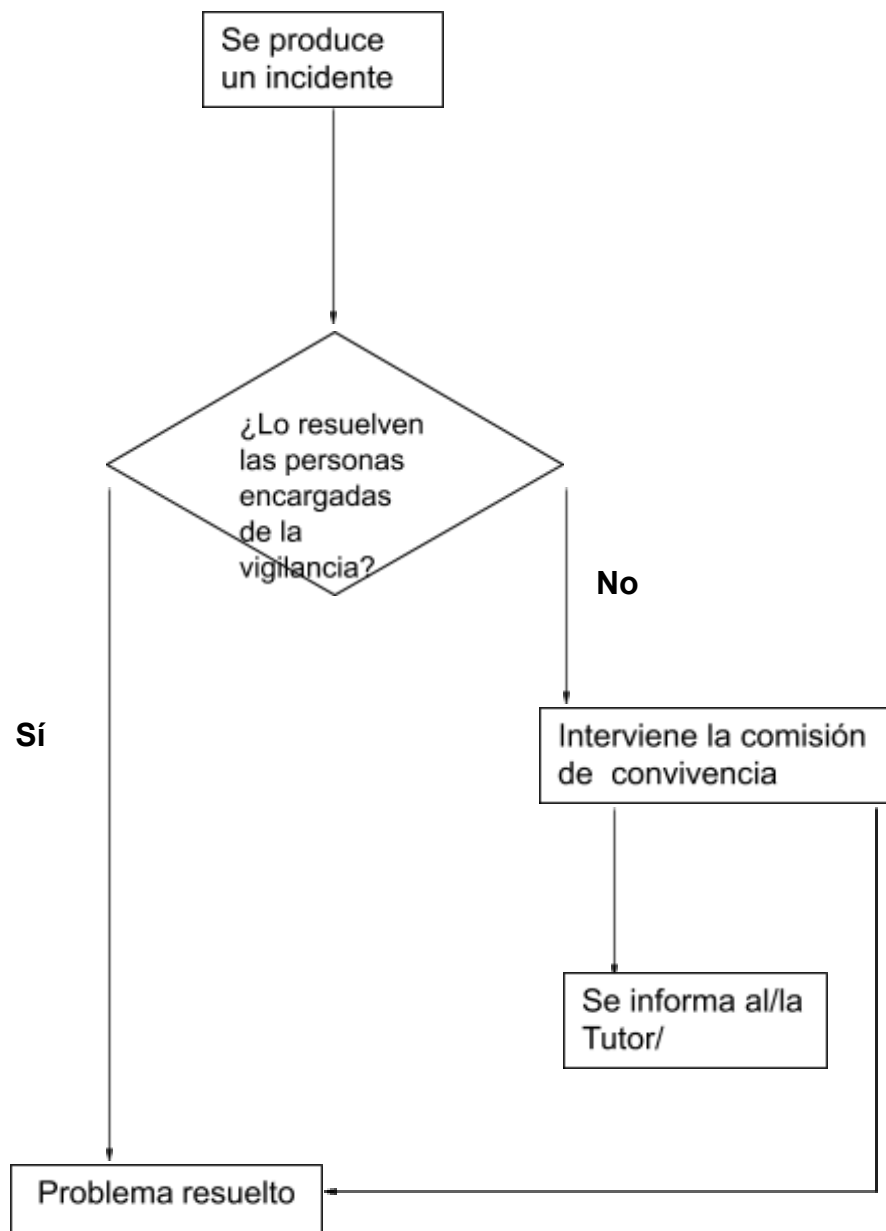 Se produce
un incidente
¿Lo resuelven
las personas
encargadas
de la
vigilancia?
No
Sí
Interviene la comisión
de convivencia
Se informa al/la
Tutor/
Problema resuelto